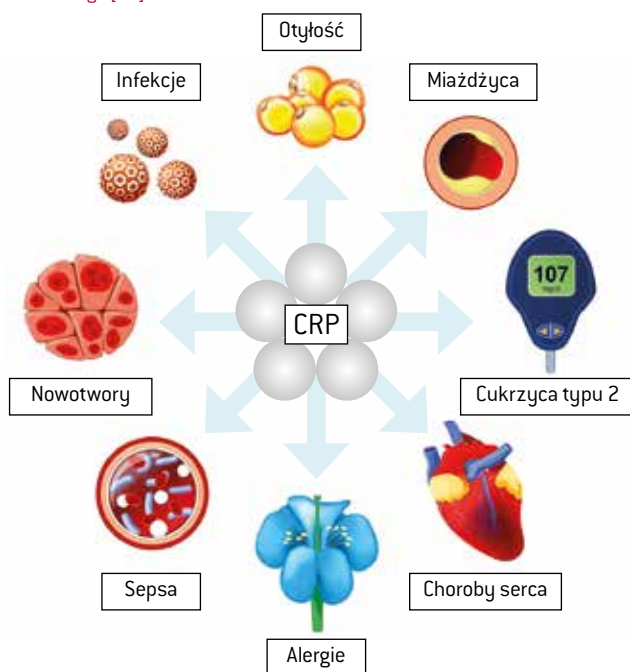 Otyłość
Infekcje
Miażdżyca
107
CRP
Nowotwory
Cukrzyca typu 2
Sepsa
Choroby serca
Alergie